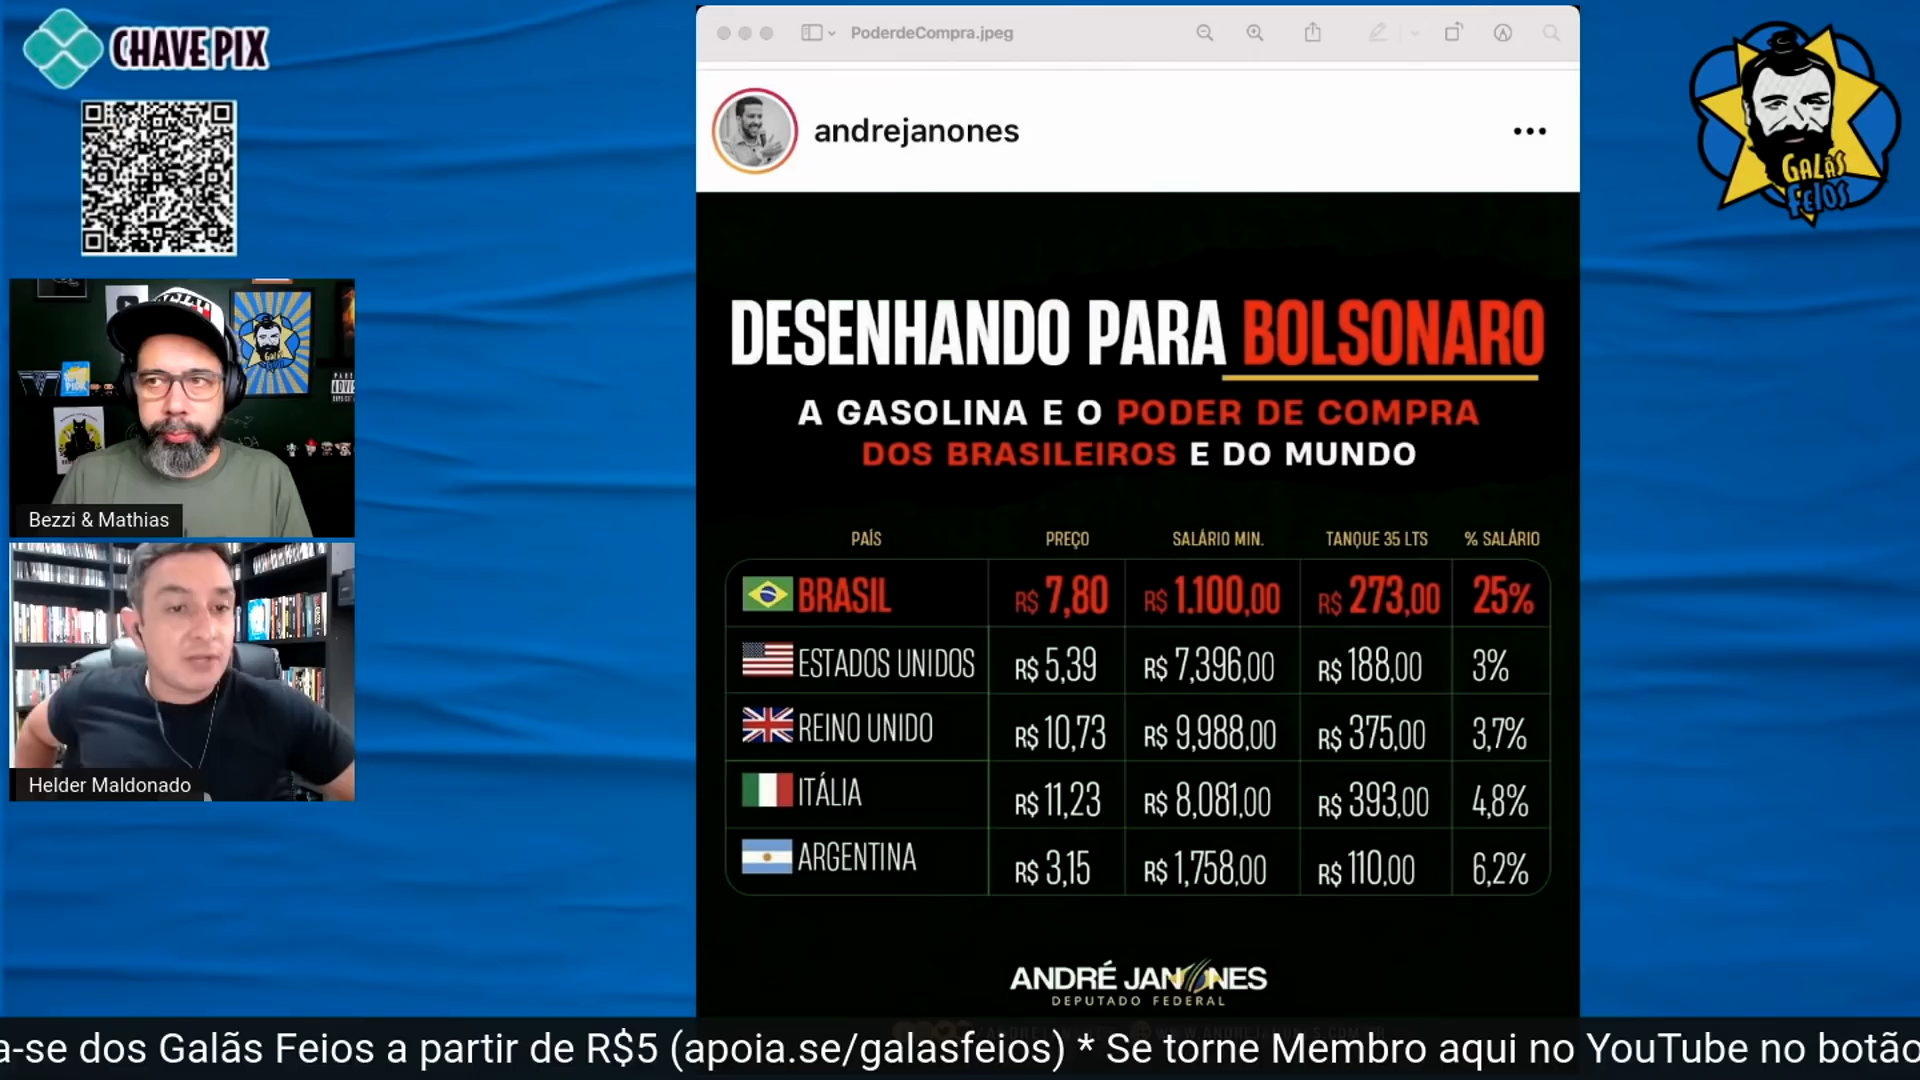 CHAVE PIX
PoderdeCompra.jpeg
andrejanones
GALÃS
FEIOS
DESENHANDO PARA BOLSONARO
A GASOLINA E O PODER DE COMPRA
DOS BRASILEIROS E DO MUNDO
PAÍS PREÇO SALÁRIO MIN. TANQUE 35 LTS % SALÁRIO
BRASIL R$ 7,80 R$ 1.100,00 R$ 273,00 25%
ESTADOS UNIDOS R$ 5,39 R$ 7,396,00 R$ 188,00 3%
REINO UNIDO R$ 10,73 R$ 9,988,00 R$ 375,00 3,7%
ITÁLIA R$ 11,23 R$ 8,081,00 R$ 393,00 4,8%
ARGENTINA R$ 3,15 R$ 1,758,00 R$ 110,00 6,2%
ANDRÉ JANONES
DEPUTADO FEDERAL
Bezzi & Mathias
Helder Maldonado
a-se dos Galãs Feios a partir de R$5 (apoia.se/galasfeios) * Se torne Membro aqui no YouTube no botão